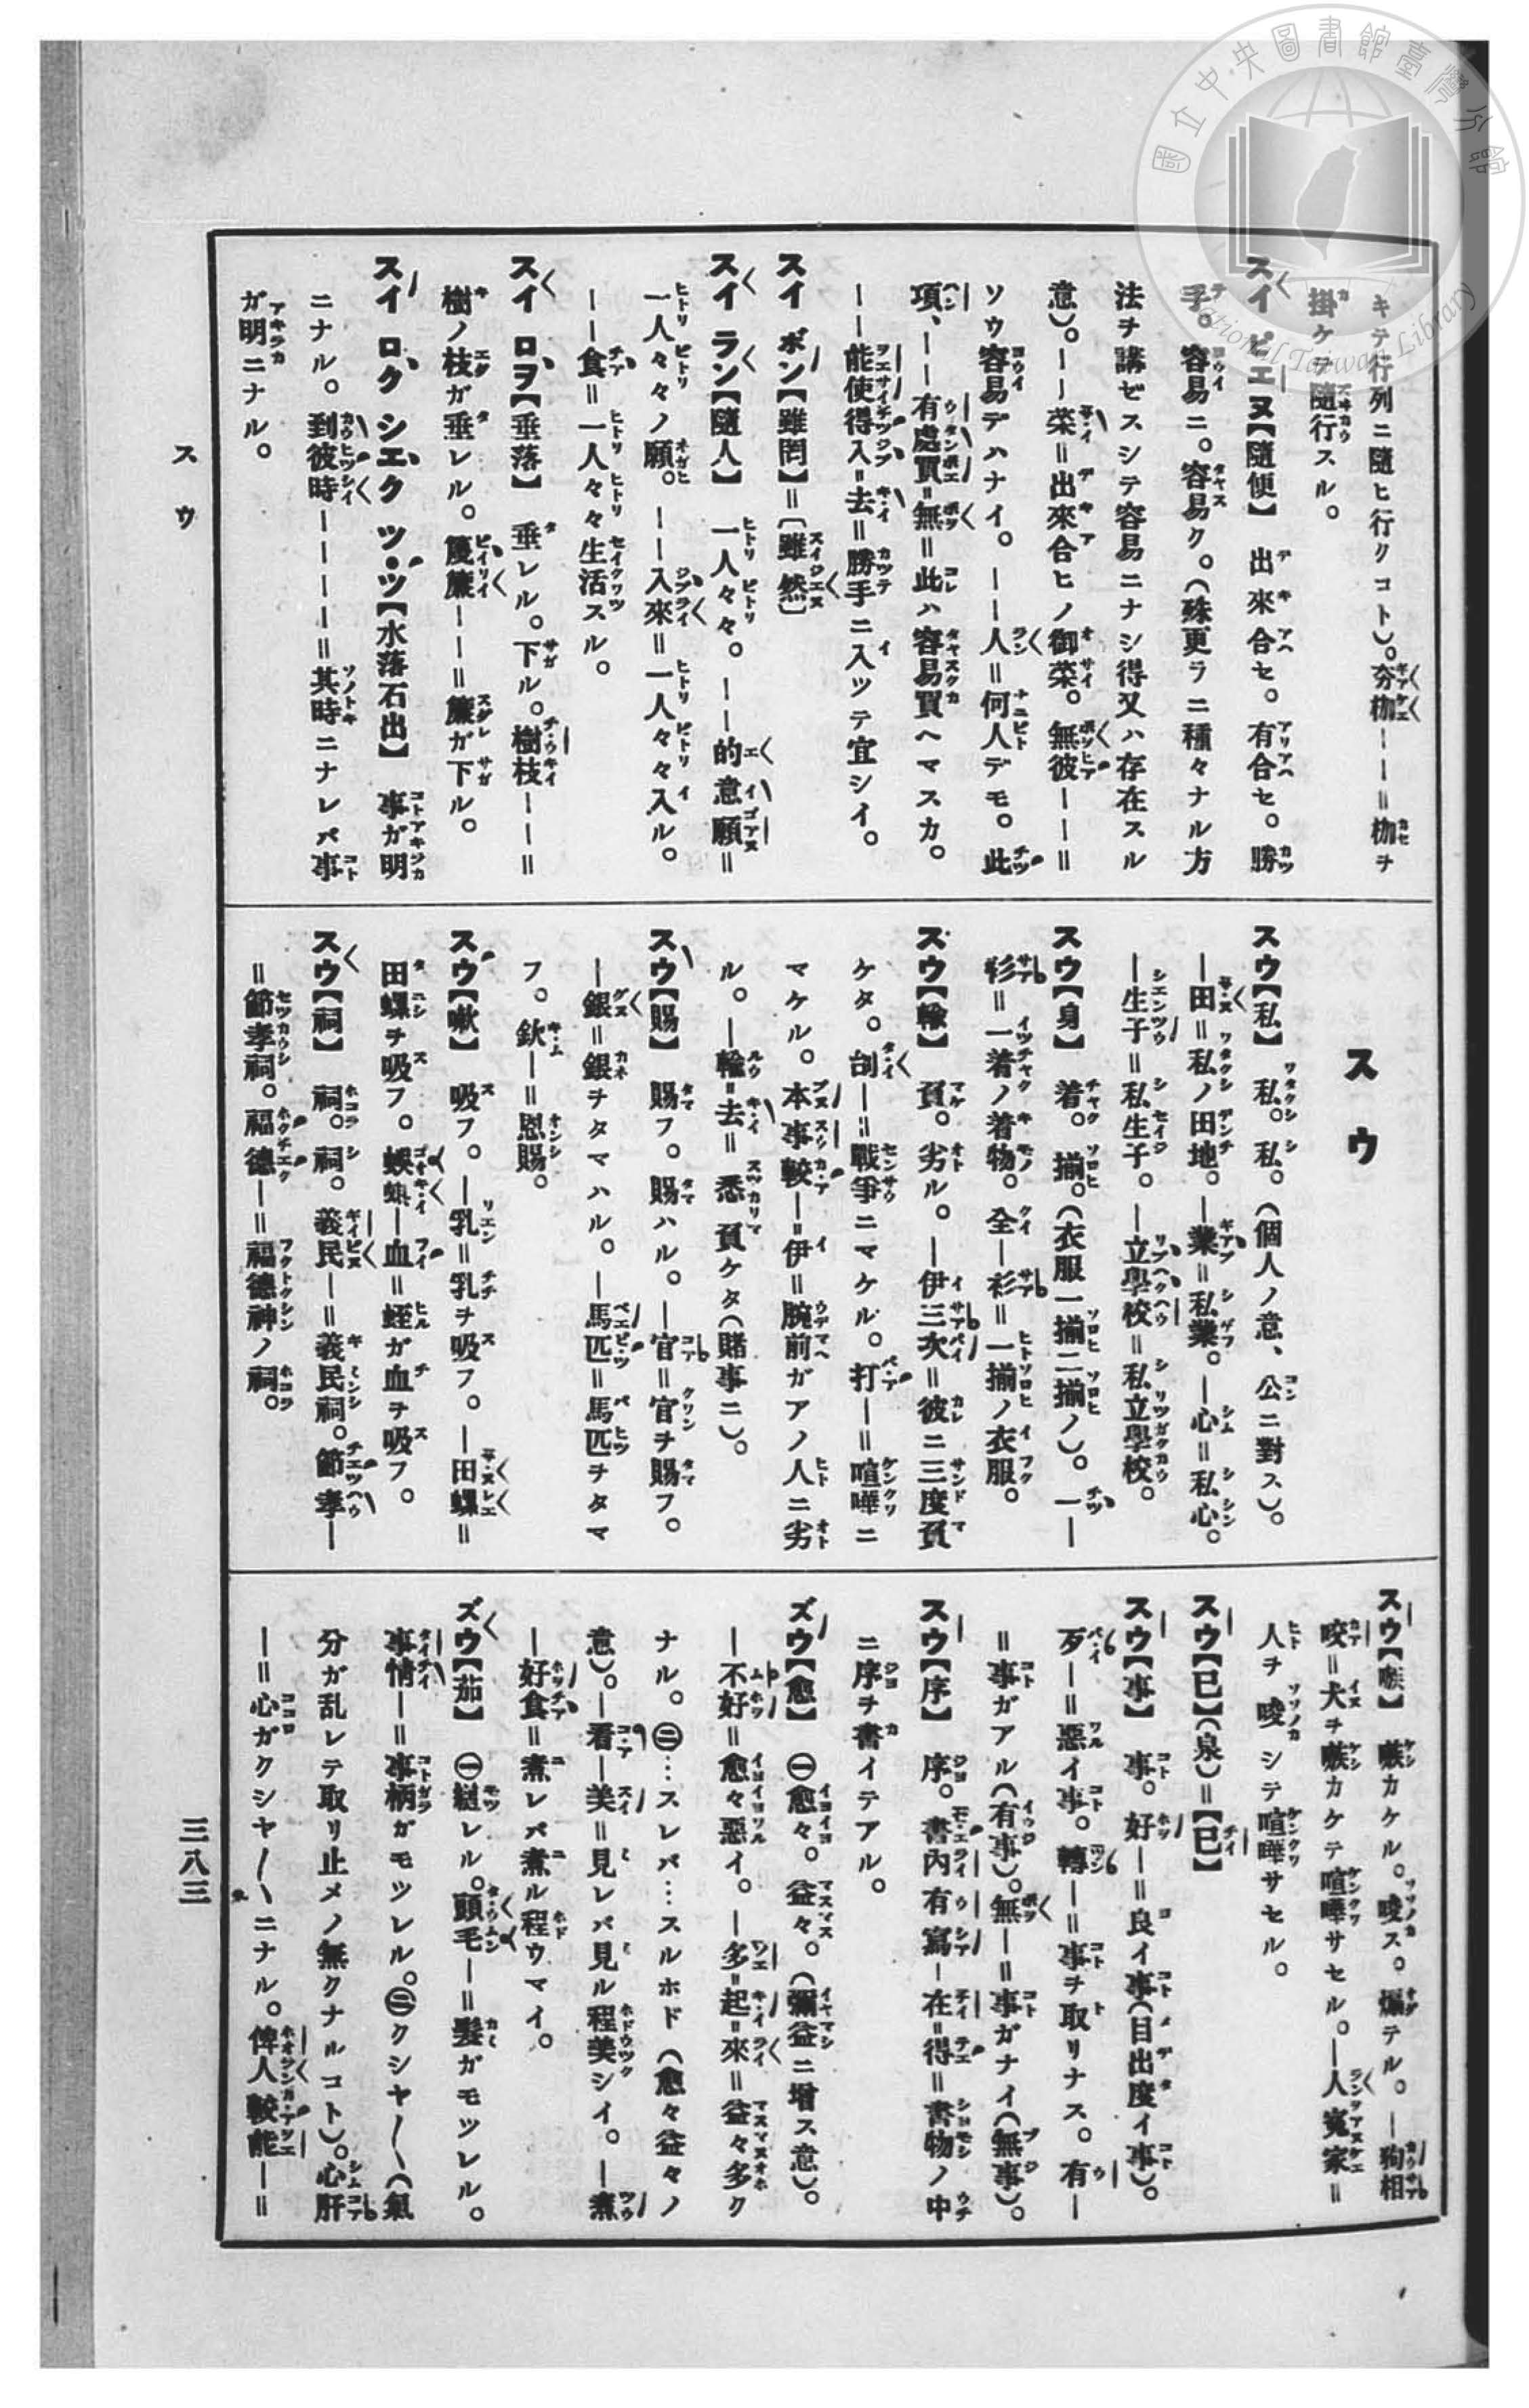 國立中央圖書館臺灣分館
National Taiwan Library
キテ行列ニ隨ヒ行クコト)。夯枷―――=枷ヲ
掛ケテ隨行スル。
スイ ピエヌ【隨便】 出來合セ。有合セ。勝
手。容易ニ。容易ク。(殊更ラニ種々ナル方
法ヲ講ゼスシテ容易ニナシ得又ハ存在スル
意)。――菜=出來合ヒノ御菜。無彼―――=
ソウ容易デハナイ。――人=何人デモ。此
項、――有處買=無=此ハ容易買ヘマスカ。
――能使得入=去=勝手ニ入ツテ宜シイ。
スイ ボン【雖罔】=〔雖然〕
スイ ラン【隨人】 一人々々。――的意願=
一人々々ノ願。――入來=一人々々入ル。
――食=一人々々生活スル。
スイ ロヲ【垂落】 垂レル。下ル。樹枝―――=
樹ノ枝ガ垂レル。簾―――=簾ガ下ル。
スイ ロク シエク ツ・ツ【水落石出】 事ガ明
ニナル。到彼時――――=其時ニナレバ事
ガ明ニナル。
スウ
スウ【私】 私。私。(個人ノ意、公ニ對ス)。
―田=私ノ田地。―業=私業。―心=私心。
―生子=私生子。―立學校=私立學校。
スウ【身】 着。揃。(衣服一揃二揃ノ)。一―
衫=一着ノ着物。全―衫=一揃ノ衣服。
スウ【輸】 負。劣ル。―伊三次=彼ニ三度負
ケタ。刣―=戰爭ニマケル。打―=喧嘩ニ
マケル。本事較―=伊=腕前ガアノ人ニ劣
ル。―輸=去=悉負ケタ(賭事ニ)。
スウ【賜】 賜フ。賜ハル。―官=官ヲ賜フ。
―銀=銀ヲタマハル。―馬匹=馬匹ヲタマ
フ。欽―=恩賜。
スウ【嗽】 吸フ。―乳=乳ヲ吸フ。―田螺=
田螺ヲ吸フ。蜈蜞―血=蛭ガ血ヲ吸フ。
スウ【祠】 祠。祠。義民―=義民祠。節孝―
=節孝祠。福德―=福德神ノ祠。
スウ【嗾】 嗾カケル。唆ス。煽テル。―狗相
咬=犬ヲ嗾カケテ喧嘩サセル。―人寃家=
人ヲ唆シテ喧嘩サセル。
スウ【巳】(泉)=【巳】
スウ【事】 事。好―=良イ事(目出度イ事)。
歹―=惡イ事。轉―=事ヲ取リナス。有―
=事ガアル(有事)。無―=事ガナイ(無事)。
スウ【序】 序。書內有寫―在=得=書物ノ中
ニ序ヲ書イテアル。
ズウ【愈】 ㊀愈々。益々。(彌益ニ增ス意)。
―不好=愈々惡イ。―多=起=來=益々多ク
ナル。㊁…スレバ…スルホド(愈々益々ノ
意)。―看―美=見レバ見ル程美シイ。―煮
―好食=煮レバ煮ル程ウマイ。
ズウ【茹】 ㊀縺レル。頭毛―=髮ガモツレル。
事情―=事柄ガモツレル。㊁クシヤ〱(氣
分ガ乱レテ取リ止メノ無クナルコト)。心肝
―=心ガクシヤ〱ニナル。俾人較能―=
スウ
三八三